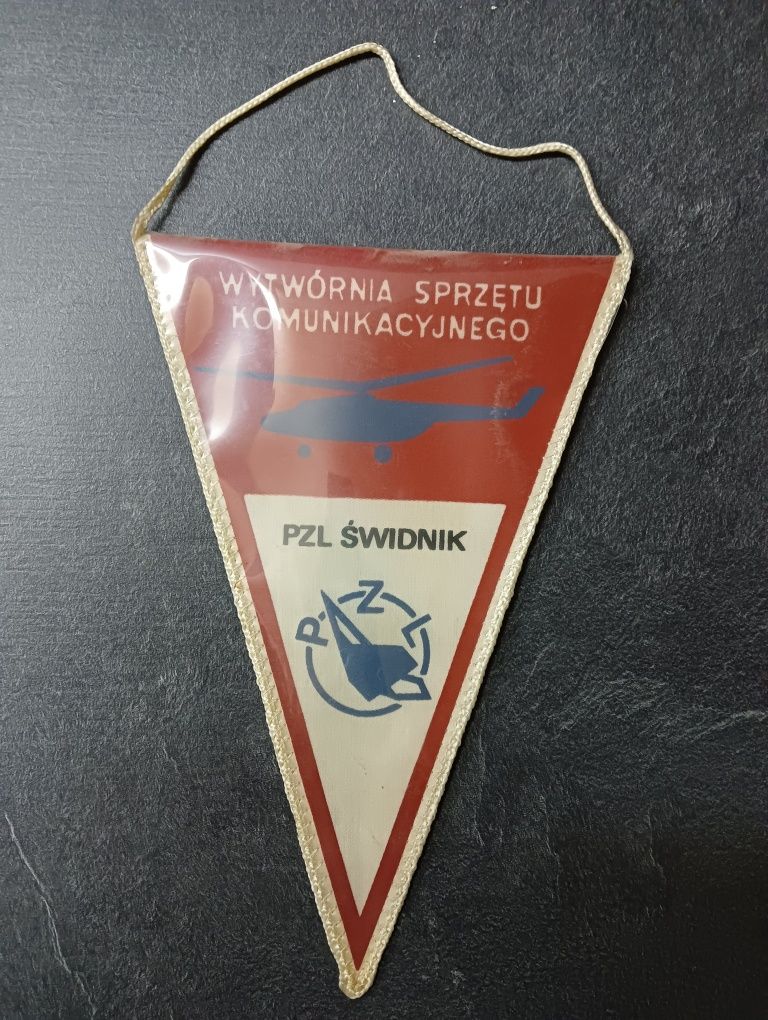 WYTWÓRNIA SPRZĘTU
KOMUNIKACYJNEGO
PZL ŚWIDNIK
PZL